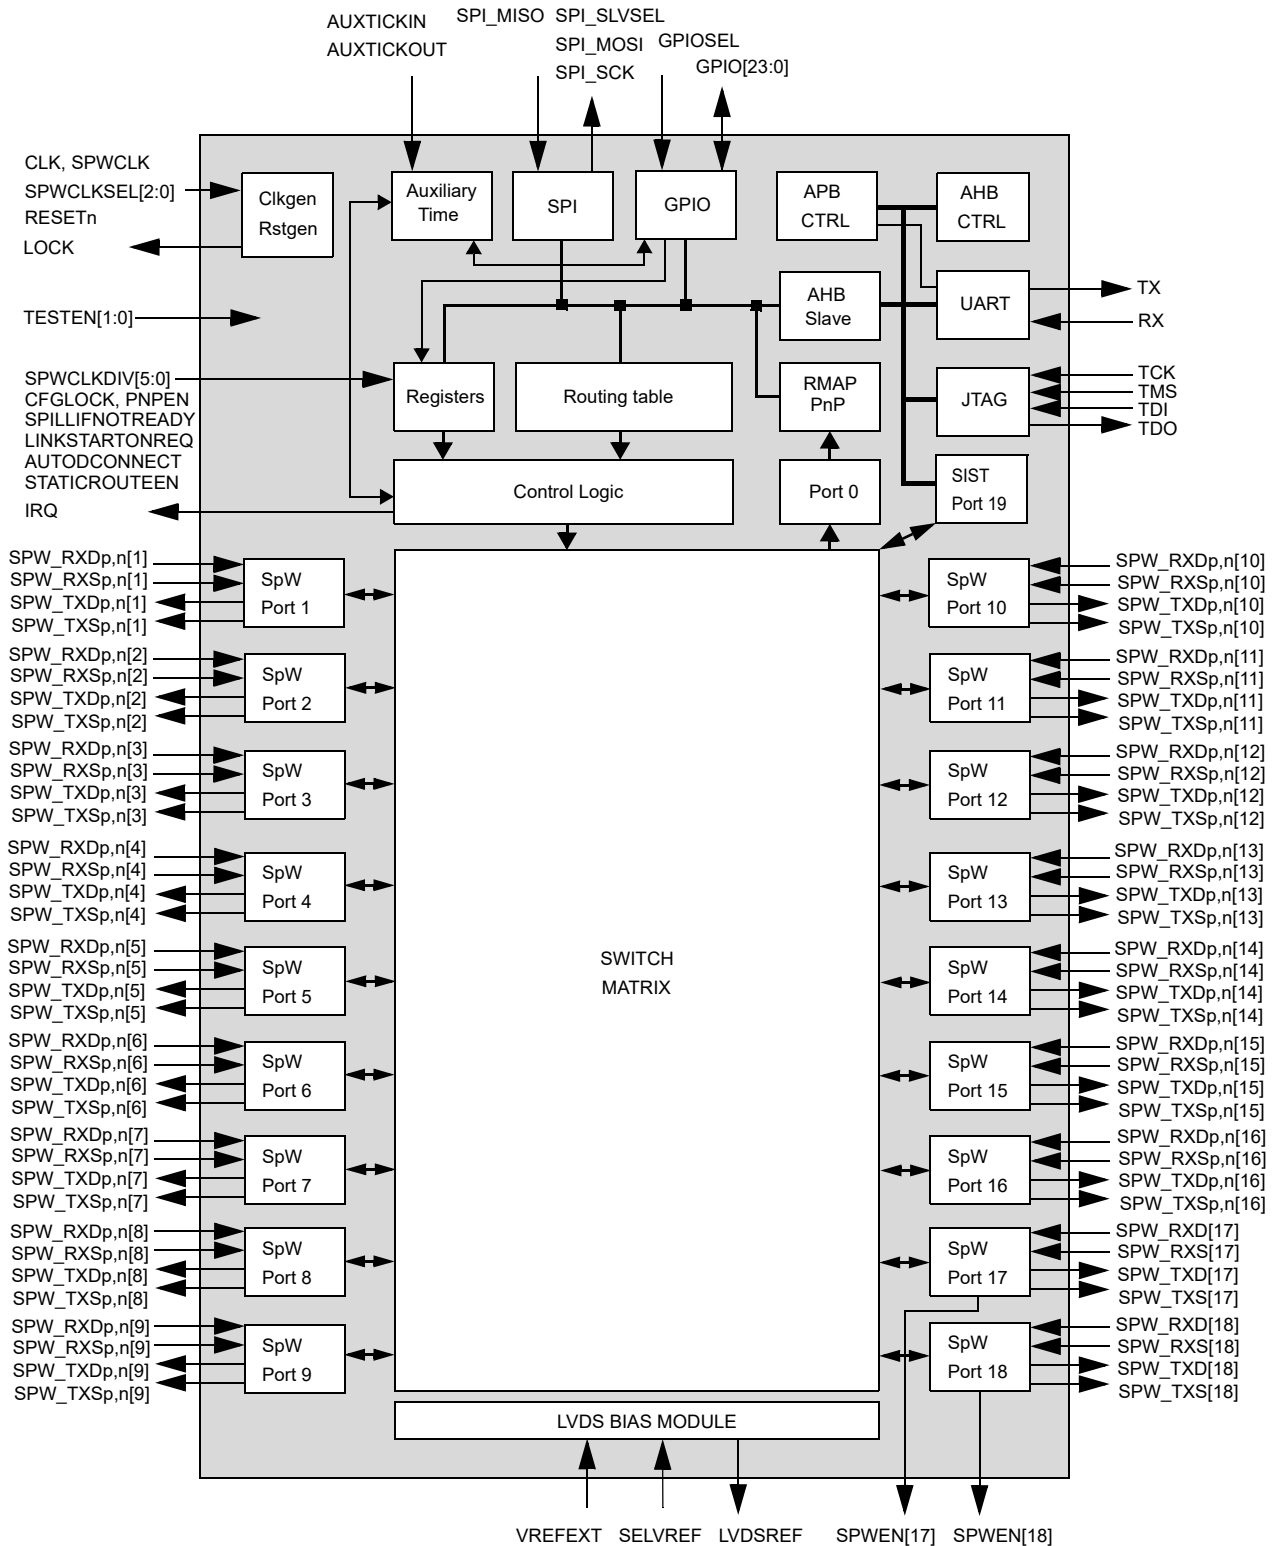 AUXTICKIN
AUXTICKOUT
SPI_MISO
SPI_SLVSEL
SPI_MOSI
SPI_SCK
GPIOSEL
GPIO[23:0]
CLK, SPWCLK
SPWCLKSEL[2:0]
RESETn
LOCK
Clkgen
Rstgen
Auxiliary
Time
SPI
GPIO
APB
CTRL
AHB
CTRL
TESTEN[1:0]
AHB
Slave
UART
TX
RX
SPWCLKDIV[5:0]
CFGLOCK, PNPEN
SPILLIFNOTREADY
LINKSTARTONREQ
AUTODCONNECT
STATICROUTEEN
IRQ
Registers
Routing table
RMAP
PnP
JTAG
TCK
TMS
TDI
TDO
Control Logic
Port 0
SIST
Port 19
SPW_RXDp,n[1]
SPW_RXSp,n[1]
SPW_TXDp,n[1]
SPW_TXSp,n[1]
SpW
Port 1
SPW_RXDp,n[2]
SPW_RXSp,n[2]
SPW_TXDp,n[2]
SPW_TXSp,n[2]
SpW
Port 2
SPW_RXDp,n[3]
SPW_RXSp,n[3]
SPW_TXDp,n[3]
SPW_TXSp,n[3]
SpW
Port 3
SPW_RXDp,n[4]
SPW_RXSp,n[4]
SPW_TXDp,n[4]
SPW_TXSp,n[4]
SpW
Port 4
SPW_RXDp,n[5]
SPW_RXSp,n[5]
SPW_TXDp,n[5]
SPW_TXSp,n[5]
SpW
Port 5
SPW_RXDp,n[6]
SPW_RXSp,n[6]
SPW_TXDp,n[6]
SPW_TXSp,n[6]
SpW
Port 6
SPW_RXDp,n[7]
SPW_RXSp,n[7]
SPW_TXDp,n[7]
SPW_TXSp,n[7]
SpW
Port 7
SPW_RXDp,n[8]
SPW_RXSp,n[8]
SPW_TXDp,n[8]
SPW_TXSp,n[8]
SpW
Port 8
SPW_RXDp,n[9]
SPW_RXSp,n[9]
SPW_TXDp,n[9]
SPW_TXSp,n[9]
SpW
Port 9
SWITCH
MATRIX
SpW
Port 10
SPW_RXDp,n[10]
SPW_RXSp,n[10]
SPW_TXDp,n[10]
SPW_TXSp,n[10]
SpW
Port 11
SPW_RXDp,n[11]
SPW_RXSp,n[11]
SPW_TXDp,n[11]
SPW_TXSp,n[11]
SpW
Port 12
SPW_RXDp,n[12]
SPW_RXSp,n[12]
SPW_TXDp,n[12]
SPW_TXSp,n[12]
SpW
Port 13
SPW_RXDp,n[13]
SPW_RXSp,n[13]
SPW_TXDp,n[13]
SPW_TXSp,n[13]
SpW
Port 14
SPW_RXDp,n[14]
SPW_RXSp,n[14]
SPW_TXDp,n[14]
SPW_TXSp,n[14]
SpW
Port 15
SPW_RXDp,n[15]
SPW_RXSp,n[15]
SPW_TXDp,n[15]
SPW_TXSp,n[15]
SpW
Port 16
SPW_RXDp,n[16]
SPW_RXSp,n[16]
SPW_TXDp,n[16]
SPW_TXSp,n[16]
SpW
Port 17
SPW_RXD[17]
SPW_RXS[17]
SPW_TXD[17]
SPW_TXS[17]
SpW
Port 18
SPW_RXD[18]
SPW_RXS[18]
SPW_TXD[18]
SPW_TXS[18]
LVDS BIAS MODULE
VREFEXT
SELVREF
LVDSREF
SPWEN[17]
SPWEN[18]